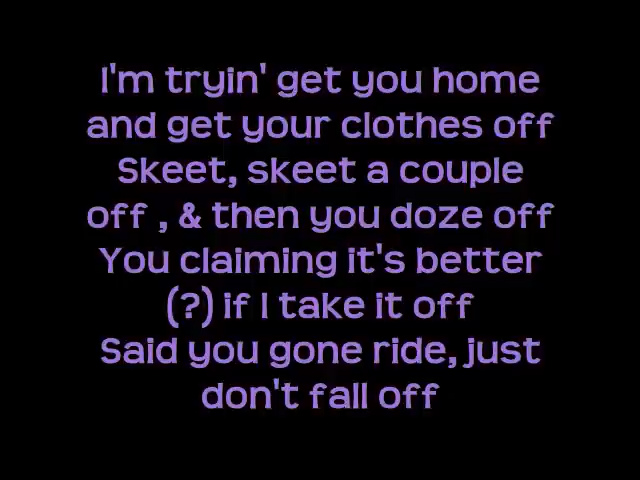 I'm tryin' get you home
and get your clothes off
Skeet, skeet a couple
off , & then you doze off
You claiming it's better
(?) if I take it off
Said you gone ride, just
don't fall off